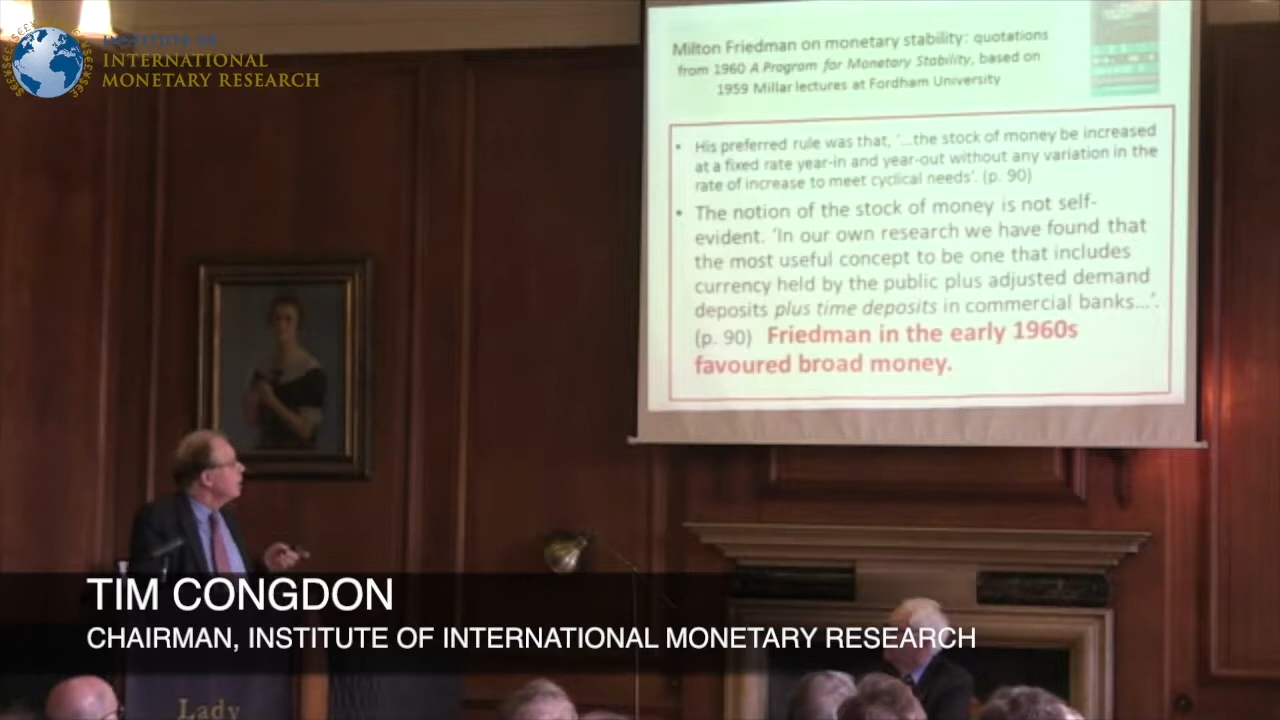 INSTITUTE OF
INTERNATIONAL
MONETARY RESEARCH
Milton Friedman on monetary stability: quotations
from 1960 A Program for Monetary Stability, based on
1959 Millar lectures at Fordham University
• His preferred rule was that, '...the stock of money be increased
at a fixed rate year-in and year-out without any variation in the
rate of increase to meet cyclical needs'. (p. 90)
• The notion of the stock of money is not self-
evident. 'In our own research we have found that
the most useful concept to be one that includes
currency held by the public plus adjusted demand
deposits plus time deposits in commercial banks...'.
(p. 90) Friedman in the early 1960s
favoured broad money.
TIM CONGDON
CHAIRMAN, INSTITUTE OF INTERNATIONAL MONETARY RESEARCH
Lady